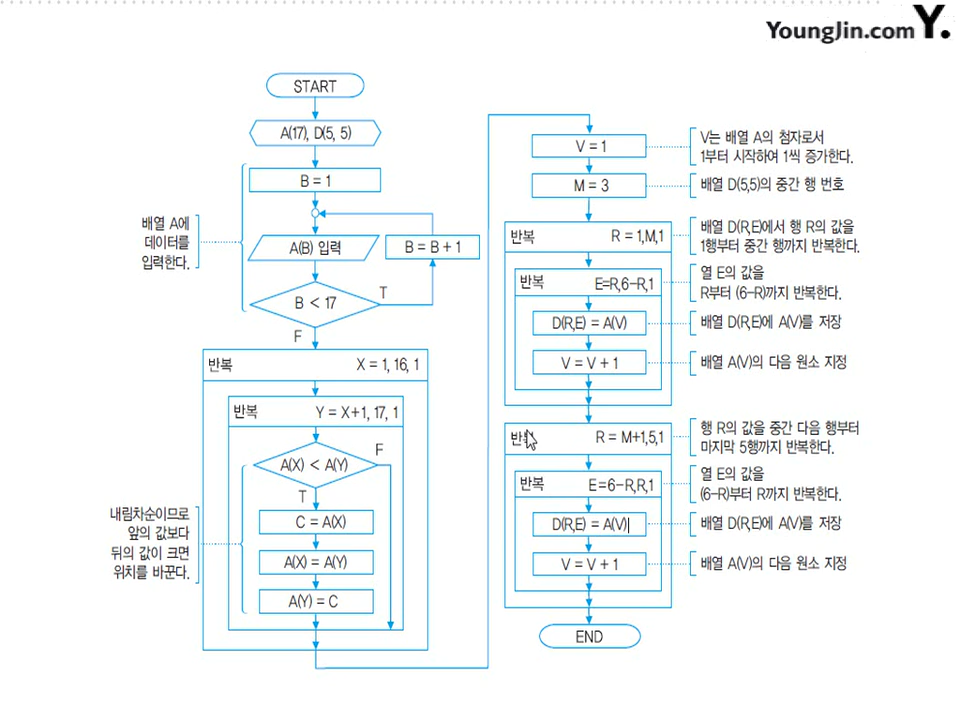 YoungJin.com Y.
START
A(17), D(5, 5)
B = 1
배열 A에
데이터를
입력한다.
A(B) 입력
B = B + 1
B < 17
T
F
반복 X = 1, 16, 1
반복 Y = X+1, 17, 1
A(X) < A(Y)
F
T
내림차순이므로
앞의 값보다
뒤의 값이 크면
위치를 바꾼다.
C = A(X)
A(X) = A(Y)
A(Y) = C
V = 1
V는 배열 A의 첨자로서
1부터 시작하여 1씩 증가한다.
M = 3
배열 D(5,5)의 중간 행 번호
반복 R = 1,M,1
배열 D(R,E)에서 행 R의 값을
1행부터 중간 행까지 반복한다.
반복 E=R,6-R,1
열 E의 값을
R부터 (6-R)까지 반복한다.
D(R,E) = A(V)
배열 D(R,E)에 A(V)를 저장
V = V + 1
배열 A(V)의 다음 원소 지정
반복 R = M+1,5,1
행 R의 값을 중간 다음 행부터
마지막 5행까지 반복한다.
반복 E=6-R,R,1
열 E의 값을
(6-R)부터 R까지 반복한다.
D(R,E) = A(V)
배열 D(R,E)에 A(V)를 저장
V = V + 1
배열 A(V)의 다음 원소 지정
END